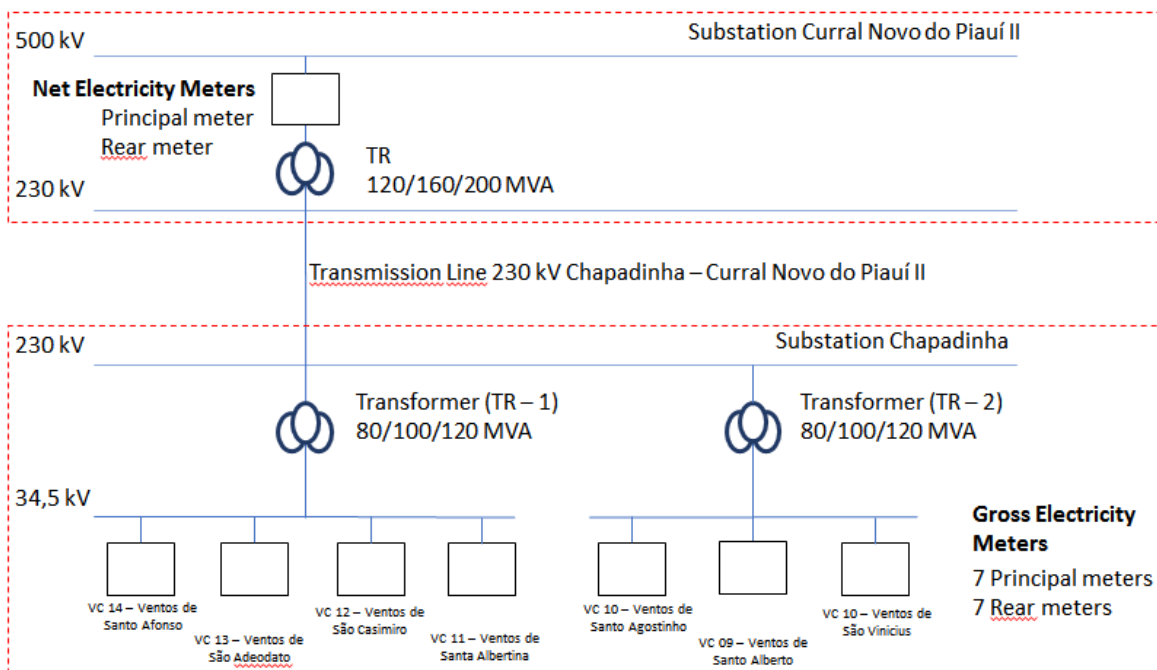 500 kV
Substation Curral Novo do Piauí II
Net Electricity Meters
Principal meter
Rear meter
TR
120/160/200 MVA
230 kV
Transmission Line 230 kV Chapadinha – Curral Novo do Piauí II
230 kV
Substation Chapadinha
Transformer (TR – 1)
80/100/120 MVA
Transformer (TR – 2)
80/100/120 MVA
34,5 kV
Gross Electricity
Meters
7 Principal meters
7 Rear meters
VC 14 – Ventos de
Santo Afonso
VC 13 – Ventos de
São Adeodato
VC 12 – Ventos de
São Casimiro
VC 11 – Ventos de
Santa Albertina
VC 10 – Ventos de
Santo Agostinho
VC 09 – Ventos de
Santo Alberto
VC 10 – Ventos de
São Vinicius